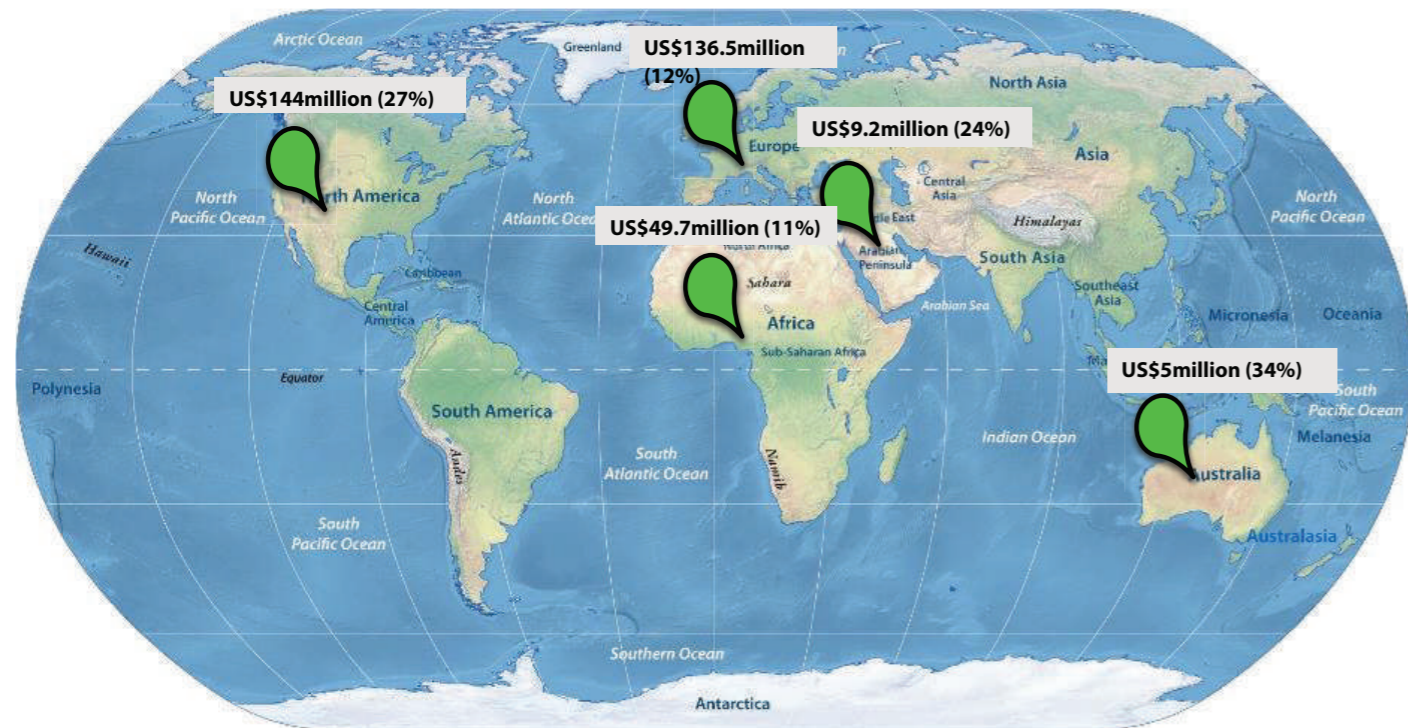 Arctic Ocean
Greenland
US$136.5million
(12%)
North Asia
US$144million (27%)
US$9.2million (24%)
Europe
Asia
Central
Asia
North
Pacific Ocean
North America
North
Atlantic Ocean
North
Pacific Ocean
Himalayas
US$49.7million (11%)
Middle East
North Africa
Arabian
Peninsula
South Asia
Hawaii
Caribbean
Sahara
Southeast
Asia
Arabian Sea
Central
America
Africa
Micronesia
Oceania
Sub-Saharan Africa
US$5million (34%)
Equator
Polynesia
South
Pacific Ocean
South America
Indian Ocean
Melanesia
South
Atlantic Ocean
Andes
Namib
Australia
South
Pacific Ocean
Australasia
Southern Ocean
Antarctica